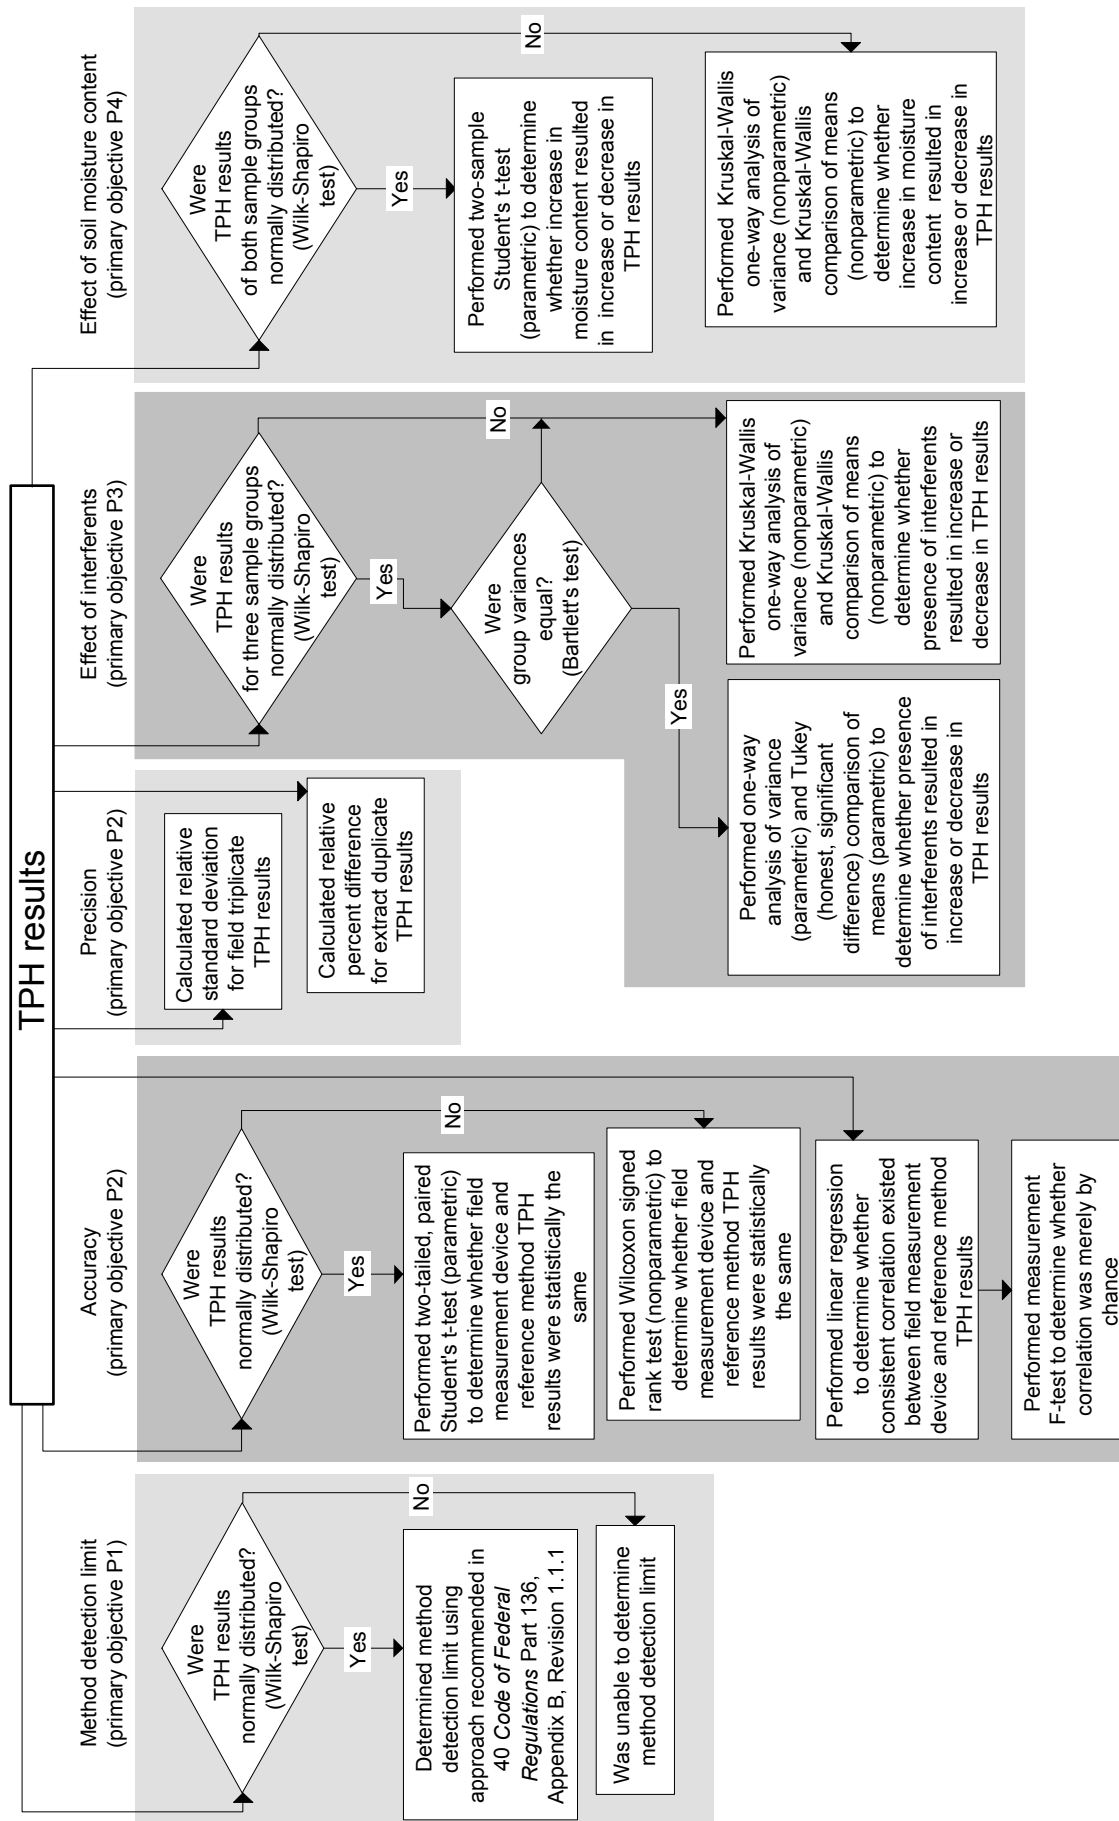 TPH results
Method detection limit
(primary objective P1)
Were
TPH results
normally distributed?
(Wilk-Shapiro
test)
Yes
No
Determined method
detection limit using
approach recommended in
40 Code of Federal
Regulations Part 136,
Appendix B, Revision 1.1.1
Was unable to determine
method detection limit
Accuracy
(primary objective P2)
Were
TPH results
normally distributed?
(Wilk-Shapiro
test)
Yes
No
Performed two-tailed, paired
Student's t-test (parametric)
to determine whether field
measurement device and
reference method TPH
results were statistically the
same
Performed Wilcoxon signed
rank test (nonparametric) to
determine whether field
measurement device and
reference method TPH
results were statistically
the same
Performed linear regression
to determine whether
consistent correlation existed
between field measurement
device and reference method
TPH results
Performed measurement
F-test to determine whether
correlation was merely by
chance
Precision
(primary objective P2)
Calculated relative
standard deviation
for field triplicate
TPH results
Calculated relative
percent difference
for extract duplicate
TPH results
Effect of interferents
(primary objective P3)
Were
TPH results
for three sample groups
normally distributed?
(Wilk-Shapiro
test)
Yes
No
Were
group variances
equal?
(Bartlett's test)
Yes
Performed one-way
analysis of variance
(parametric) and Tukey
(honest, significant
difference) comparison of
means (parametric) to
determine whether presence
of interferents resulted in
increase or decrease in
TPH results
Performed Kruskal-Wallis
one-way analysis of
variance (nonparametric)
and Kruskal-Wallis
comparison of means
(nonparametric) to
determine whether
presence of interferents
resulted in increase or
decrease in TPH results
Effect of soil moisture content
(primary objective P4)
Were
TPH results
of both sample groups
normally distributed?
(Wilk-Shapiro
test)
Yes
No
Performed two-sample
Student's t-test
(parametric) to determine
whether increase in
moisture content resulted
in increase or decrease in
TPH results
Performed Kruskal-Wallis
one-way analysis of
variance (nonparametric)
and Kruskal-Wallis
comparison of means
(nonparametric) to
determine whether
increase in moisture
content resulted in
increase or decrease in
TPH results